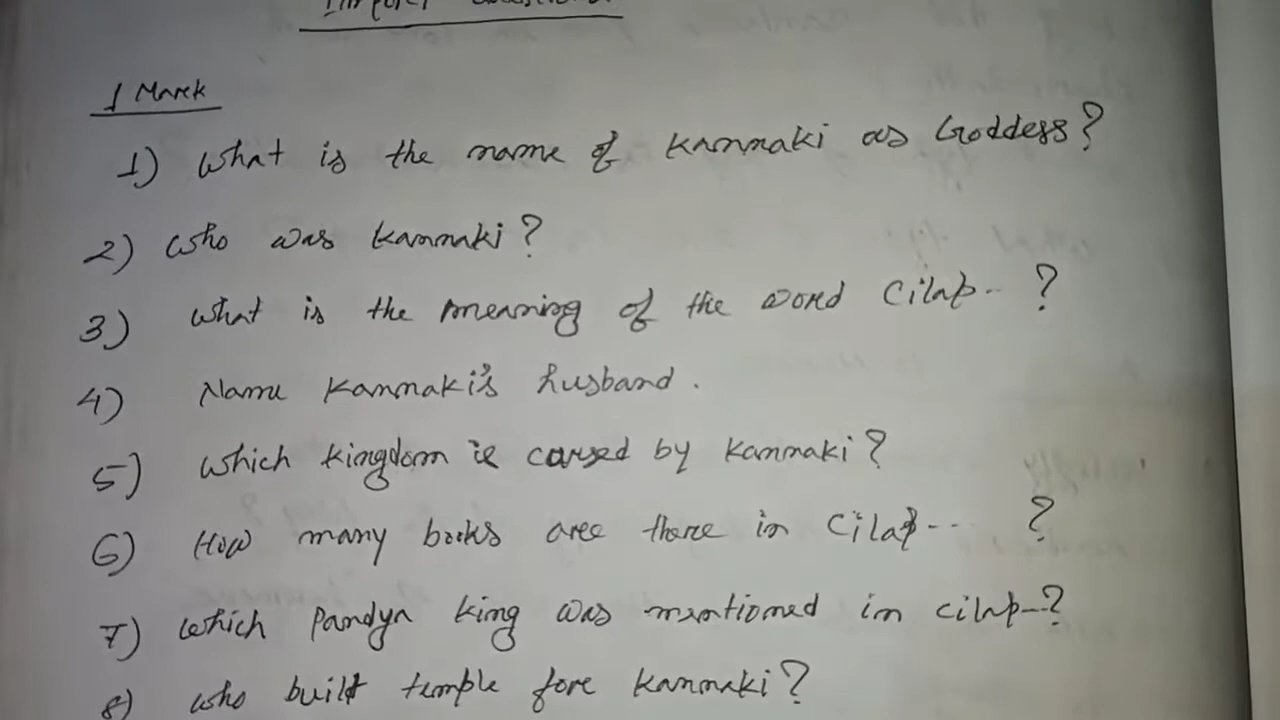 1 Mark
1) What is the name of Kannaki as Goddess?
2) Who was Kannaki?
3) What is the meaning of the word Cilap.. ?
4) Name Kannaki's husband.
5) Which kingdom is cursed by Kannaki?
6) How many books are there in Cilap... ?
7) Which Pandya king was mentioned in cilap--?
8) Who built temple for Kannaki?